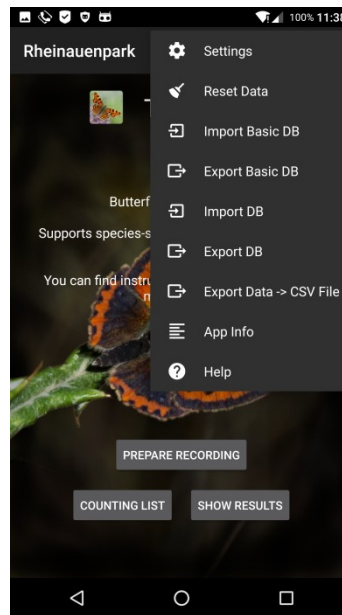 100% 11:38
Rheinauenpark
Settings
Reset Data
Import Basic DB
Export Basic DB
Import DB
Export DB
Export Data -> CSV File
App Info
Help
Butterf
Supports species-s
You can find instru
PREPARE RECORDING
COUNTING LIST
SHOW RESULTS